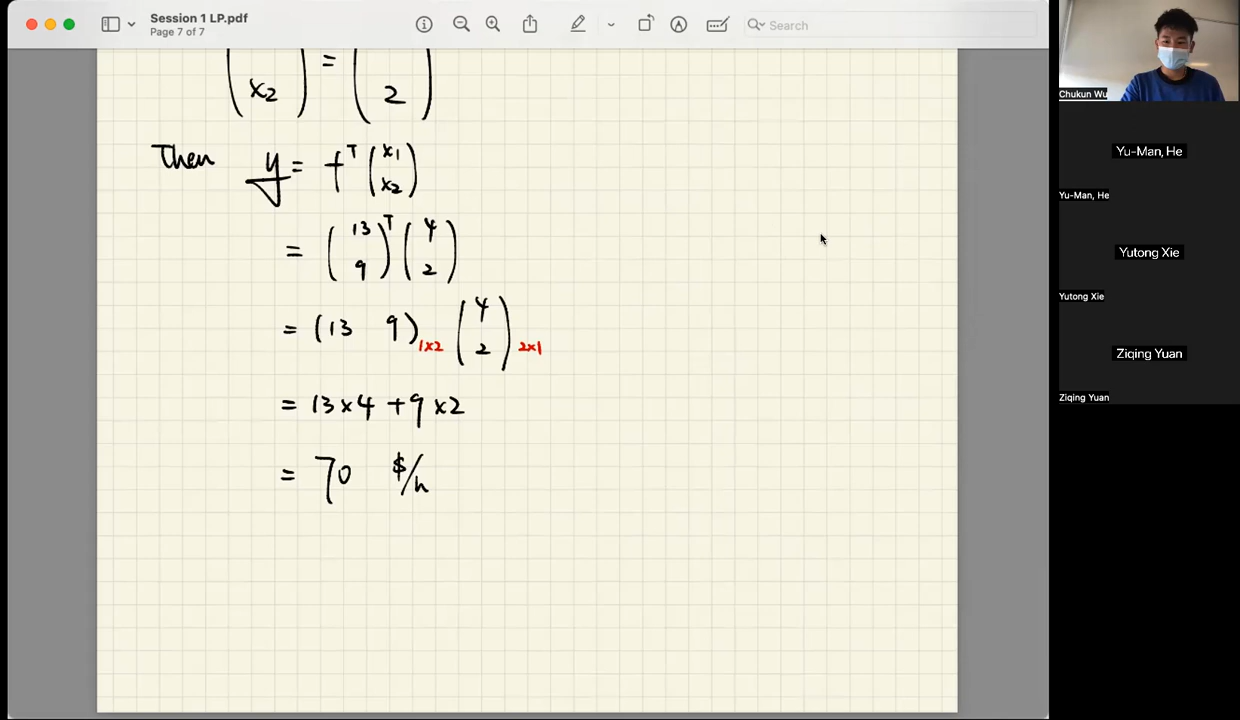 Session 1 LP.pdf
Page 7 of 7
Search
x2 = 2
Then y = f^T (x1 x2)
= (13 9)^T (4 2)
= (13 9) 1x2 (4 2) 2x1
= 13 x 4 + 9 x 2
= 70 $/h
Chukun Wu
Yu-Man, He
Yu-Man, He
Yutong Xie
Yutong Xie
Ziqing Yuan
Ziqing Yuan